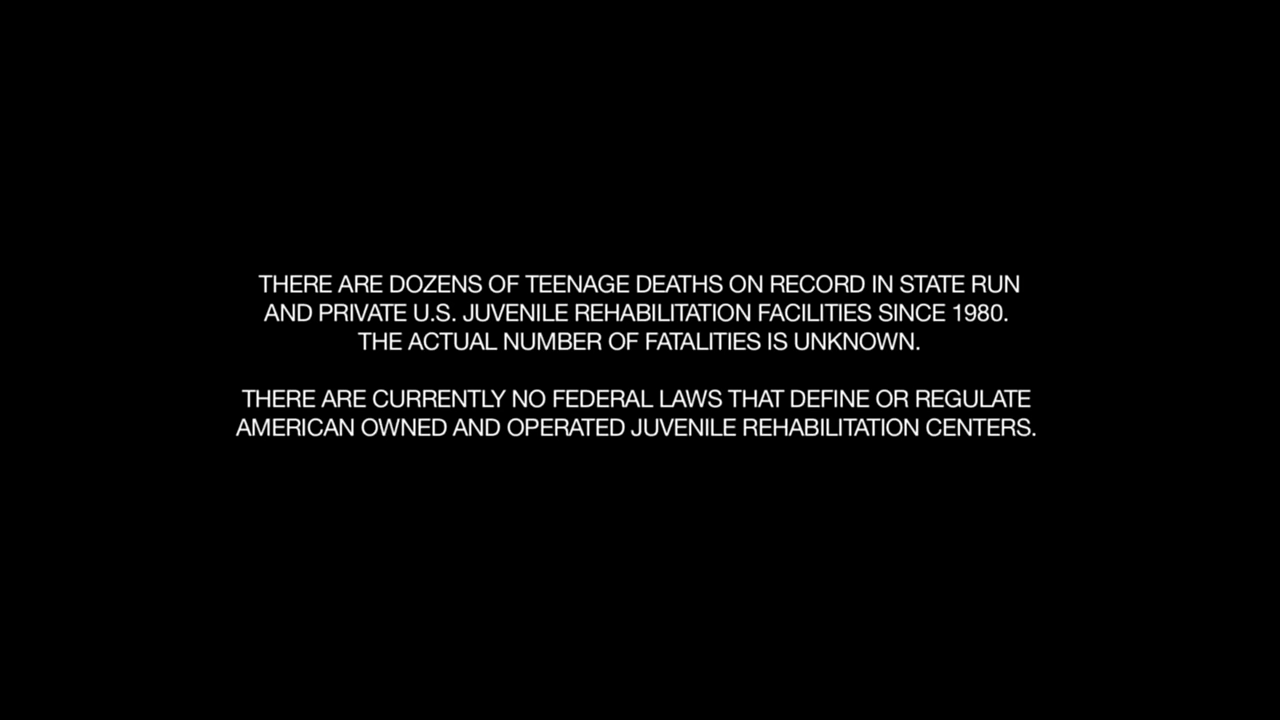 THERE ARE DOZENS OF TEENAGE DEATHS ON RECORD IN STATE RUN
AND PRIVATE U.S. JUVENILE REHABILITATION FACILITIES SINCE 1980.
THE ACTUAL NUMBER OF FATALITIES IS UNKNOWN.
THERE ARE CURRENTLY NO FEDERAL LAWS THAT DEFINE OR REGULATE
AMERICAN OWNED AND OPERATED JUVENILE REHABILITATION CENTERS.